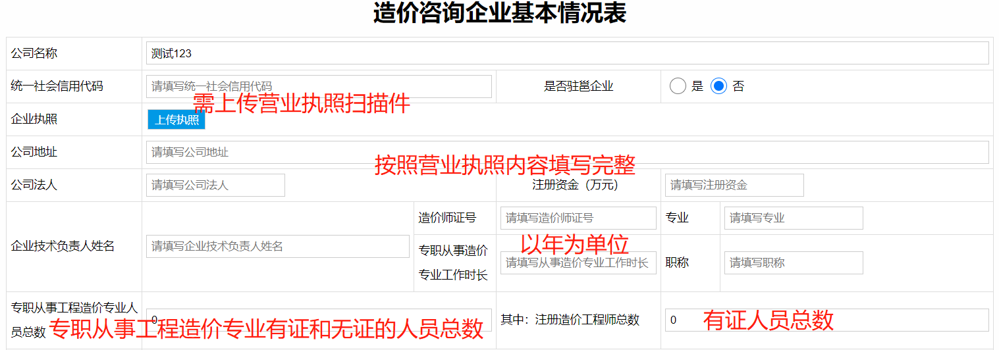 造价咨询企业基本情况表
公司名称 测试123
统一社会信用代码 请填写统一社会信用代码 是否驻邕企业 是 否
需上传营业执照扫描件
企业执照 上传执照
公司地址 请填写公司地址
按照营业执照内容填写完整
公司法人 请填写公司法人 注册资金（万元） 请填写注册资金
造价师证号 请填写造价师证号 专业 请填写专业
以年为单位
企业技术负责人姓名 请填写企业技术负责人姓名
专职从事造价
专业工作时长 请填写从事造价专业工作时长 职称 请填写职称
专职从事工程造价专业人
员总数 0 其中：注册造价工程师总数 0 有证人员总数
专职从事工程造价专业有证和无证的人员总数